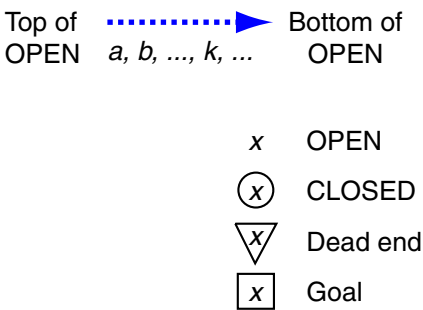 Top of Bottom of
OPEN a, b, ..., k, ... OPEN
x OPEN
x CLOSED
x Dead end
x Goal